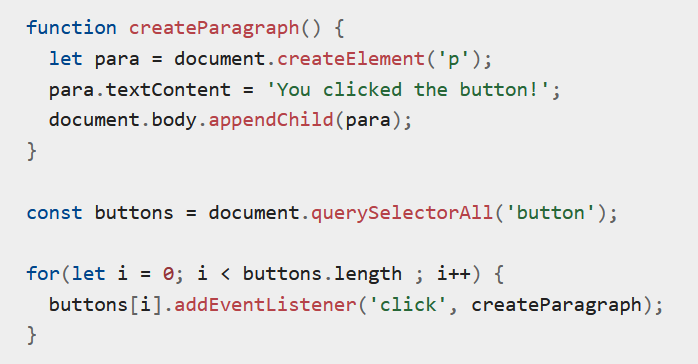 function createParagraph() {
  let para = document.createElement('p');
  para.textContent = 'You clicked the button!';
  document.body.appendChild(para);
}

const buttons = document.querySelectorAll('button');

for(let i = 0; i < buttons.length ; i++) {
  buttons[i].addEventListener('click', createParagraph);
}